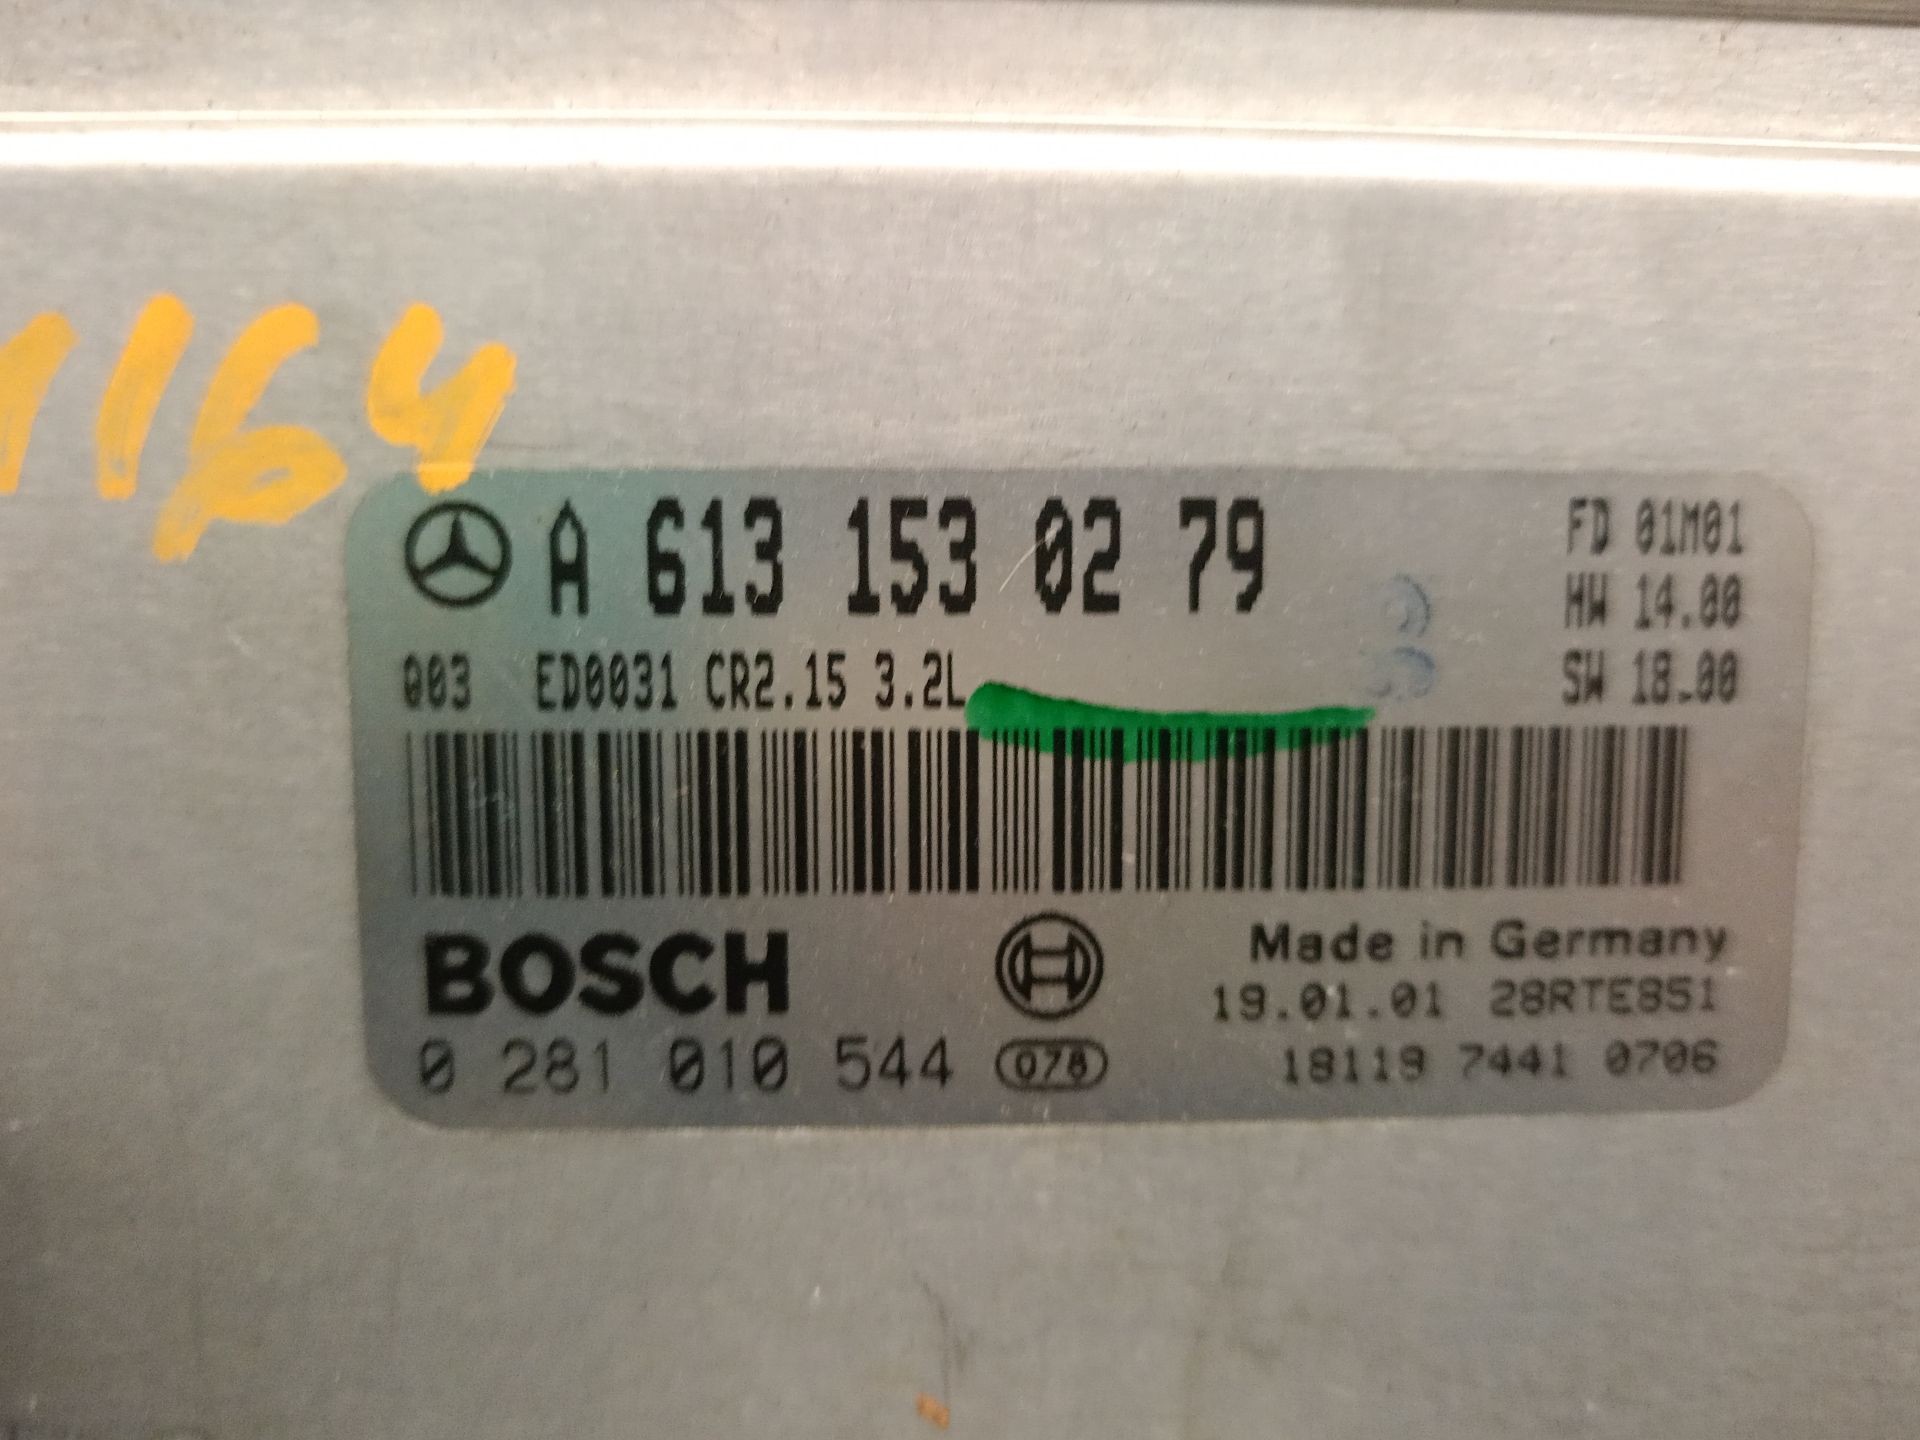 1164
A 613 153 02 79
FD 01M01
HW 14.00
Q03 ED0031 CR2.15 3.2L
SW 18.00
BOSCH
Made in Germany
19.01.01 28RTE851
0 281 010 544 078
18119 7441 0706